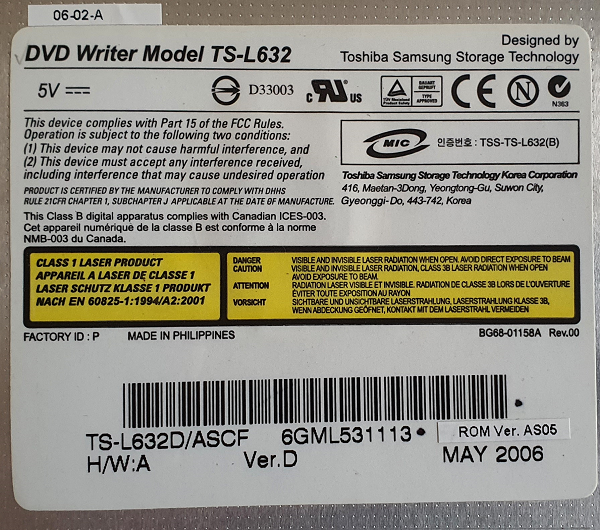 06-02-A
DVD Writer Model TS-L632
Designed by
Toshiba Samsung Storage Technology
5V
D33003
c US
TYPE APPROVED
CE
N
N363
This device complies with Part 15 of the FCC Rules.
Operation is subject to the following two conditions:
(1) This device may not cause harmful interference, and
(2) This device must accept any interference received,
including interference that may cause undesired operation
MIC 인증번호 : TSS-TS-L632(B)
Toshiba Samsung Storage Technology Korea Corporation
416, Maetan-3Dong, Yeongtong-Gu, Suwon City,
Gyeonggi-Do, 443-742, Korea
PRODUCT IS CERTIFIED BY THE MANUFACTURER TO COMPLY WITH DHHS
RULE 21CFR CHAPTER 1, SUBCHAPTER J APPLICABLE AT THE DATE OF MANUFACTURE.
This Class B digital apparatus complies with Canadian ICES-003.
Cet appareil numérique de la classe B est conforme à la norme
NMB-003 du Canada.
CLASS 1 LASER PRODUCT
APPAREIL A LASER DE CLASSE 1
LASER SCHUTZ KLASSE 1 PRODUKT
NACH EN 60825-1:1994/A2:2001
DANGER VISIBLE AND INVISIBLE LASER RADIATION WHEN OPEN. AVOID DIRECT EXPOSURE TO BEAM
CAUTION VISIBLE AND INVISIBLE LASER RADIATION, CLASS 3B LASER RADIATION WHEN OPEN
AVOID EXPOSURE TO BEAM.
ATTENTION RADIATION LASER VISIBLE ET INVISIBLE. RADIATION DE CLASSE 3B LORS DE L'OUVERTURE
ÉVITER TOUTE EXPOSITION AU RAYON
VORSICHT SICHTBARE UND UNSICHTBARE LASERSTRAHLUNG, LASERSTRAHLUNG KLASSE 3B,
WENN ABDECKUNG GEÖFFNET, KONTAKT MIT DEM LASERSTRAHL VERMEIDEN
FACTORY ID : P MADE IN PHILIPPINES
BG68-01158A Rev.00
TS-L632D/ASCF 6GML531113
ROM Ver. AS05
H/W:A Ver.D MAY 2006